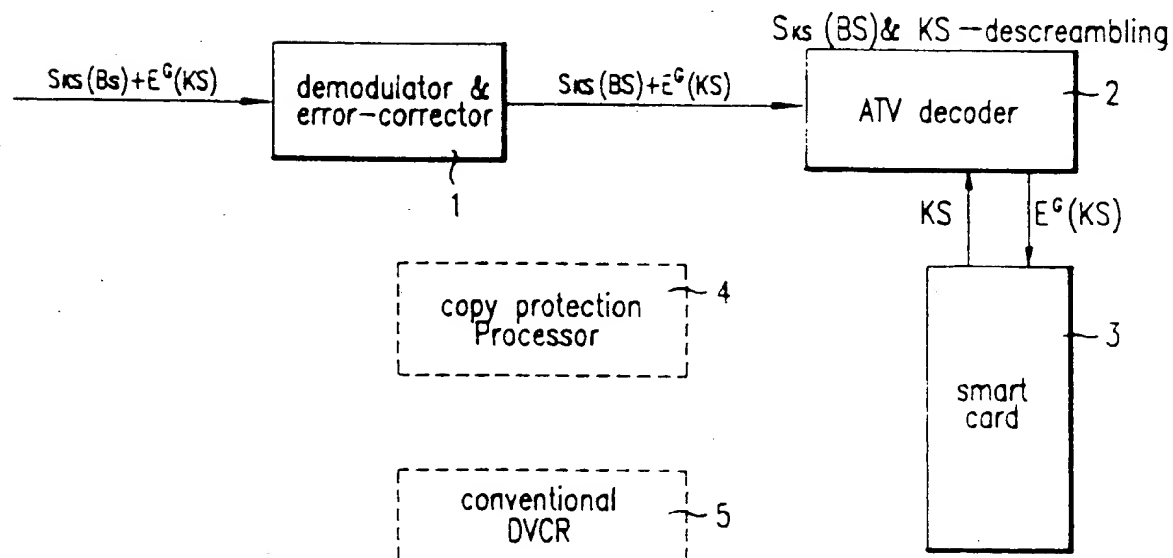 SKS (BS)& KS—descreambling
SKS(BS)+E^G(KS)
demodulator &
error-corrector
1
SKS(BS)+E^G(KS)
ATV decoder
2
KS
E^G(KS)
copy protection
Processor
4
smart
card
3
conventional
DVCR
5